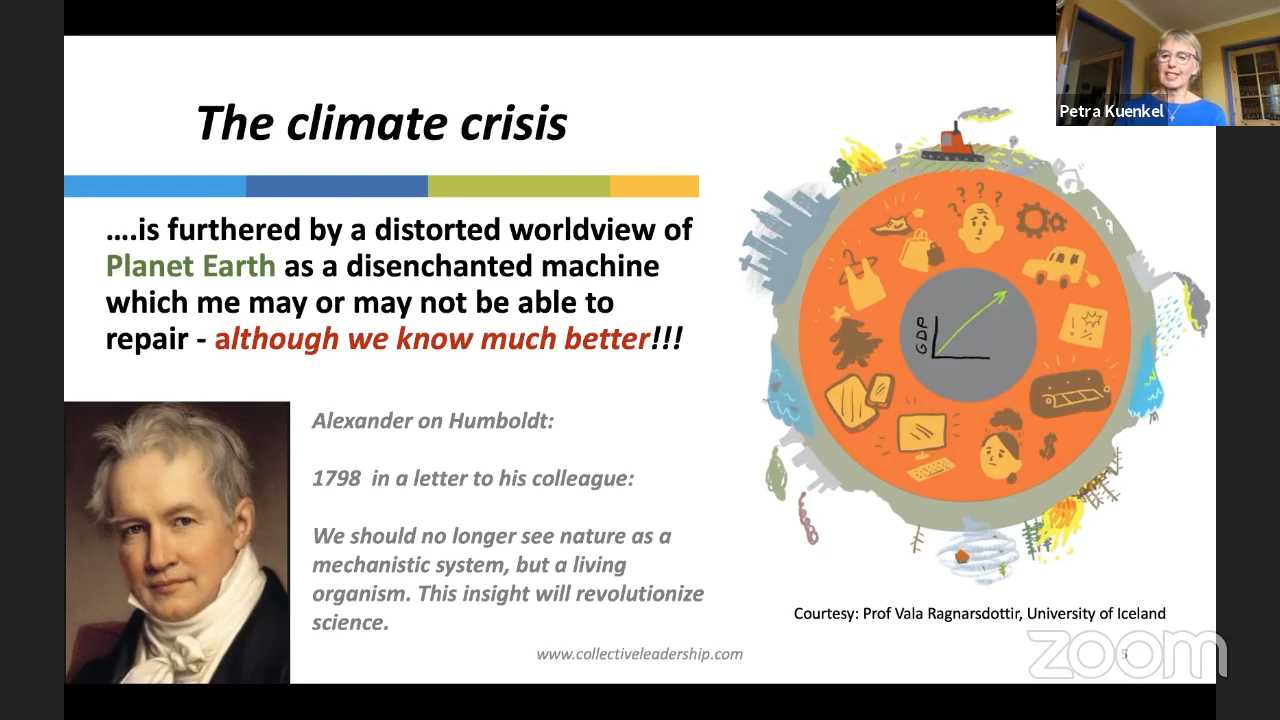 Petra Kuenkel
The climate crisis
….is furthered by a distorted worldview of
Planet Earth as a disenchanted machine
which me may or may not be able to
repair - although we know much better!!!
Alexander on Humboldt:
1798 in a letter to his colleague:
We should no longer see nature as a
mechanistic system, but a living
organism. This insight will revolutionize
science.
? ? ? ?
GDP
$
Courtesy: Prof Vala Ragnarsdottir, University of Iceland
www.collectiveleadership.com
5
zoom